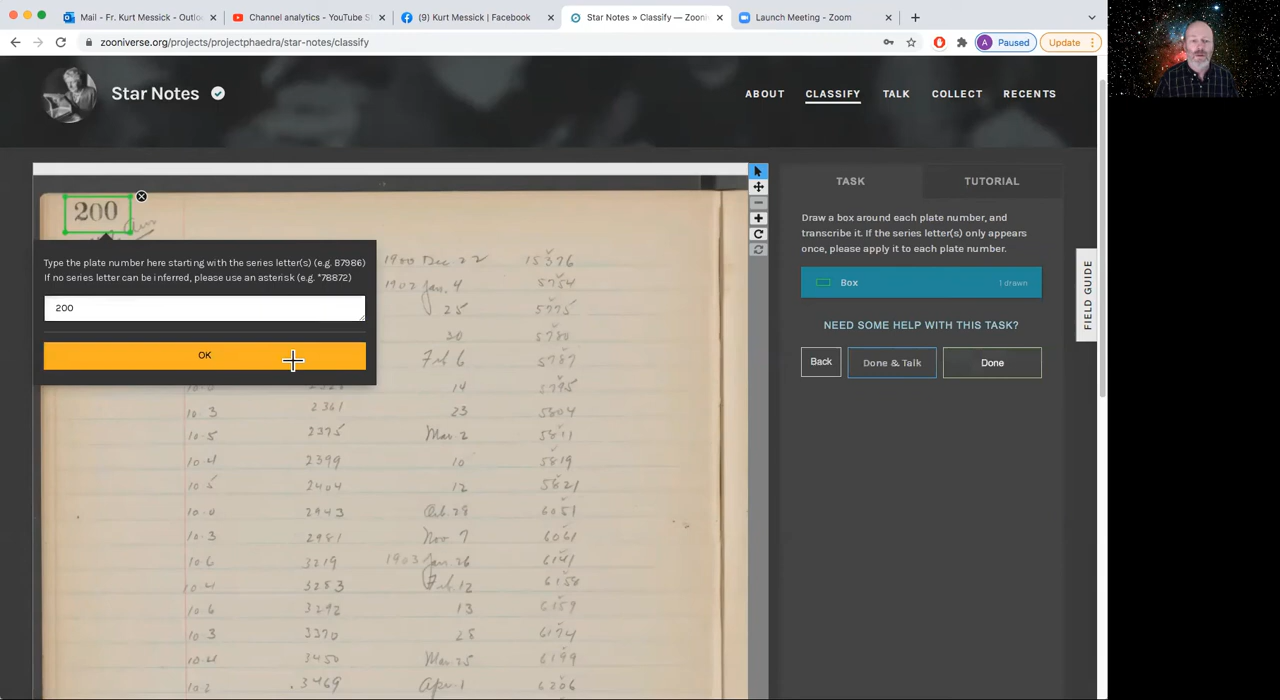 Mail - Fr. Kurt Messick - Outlo
Channel analytics - YouTube S
(9) Kurt Messick | Facebook
Star Notes » Classify — Zooni
Launch Meeting - Zoom
zooniverse.org/projects/projectphaedra/star-notes/classify
A Paused
Update
Star Notes
ABOUT
CLASSIFY
TALK
COLLECT
RECENTS
200
Type the plate number here starting with the series letter(s) (e.g. B7986)
If no series letter can be inferred, please use an asterisk (e.g. *78872)
200
OK
1900 Dec 22 15376
1902 Jan. 4 5754
25 5775
30 5780
Feb 6 5787
14 5795
10.3 2361 23 5804
10.5 2375 Mar. 2 5811
10.4 2399 10 5819
10.5 2404 12 5821
10.0 2943 Oct. 28 6051
10.3 2981 Nov. 7 6061
10.6 3219 1903 Jan. 26 6141
10.4 3253 Feb. 12 6158
10.6 3292 13 6159
10.3 3370 28 6174
10.4 3450 Mar. 25 6199
10.2 .3469 Apr. 1 6206
TASK
TUTORIAL
Draw a box around each plate number, and
transcribe it. If the series letter(s) only appears
once, please apply it to each plate number.
Box 1 drawn
NEED SOME HELP WITH THIS TASK?
Back
Done & Talk
Done
FIELD GUIDE